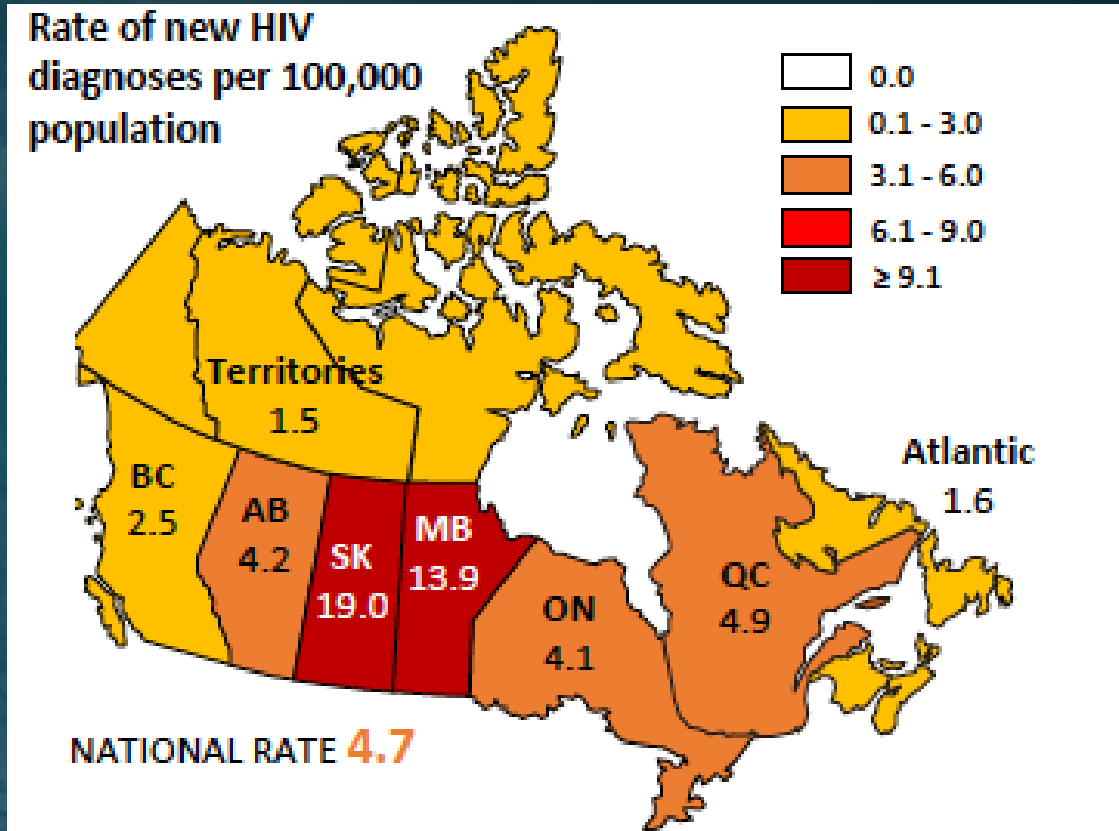 Rate of new HIV
diagnoses per 100,000
population
0.0
0.1 - 3.0
3.1 - 6.0
6.1 - 9.0
≥ 9.1
Territories
1.5
Atlantic
1.6
BC
2.5
AB
4.2
SK
19.0
MB
13.9
ON
4.1
QC
4.9
NATIONAL RATE 4.7